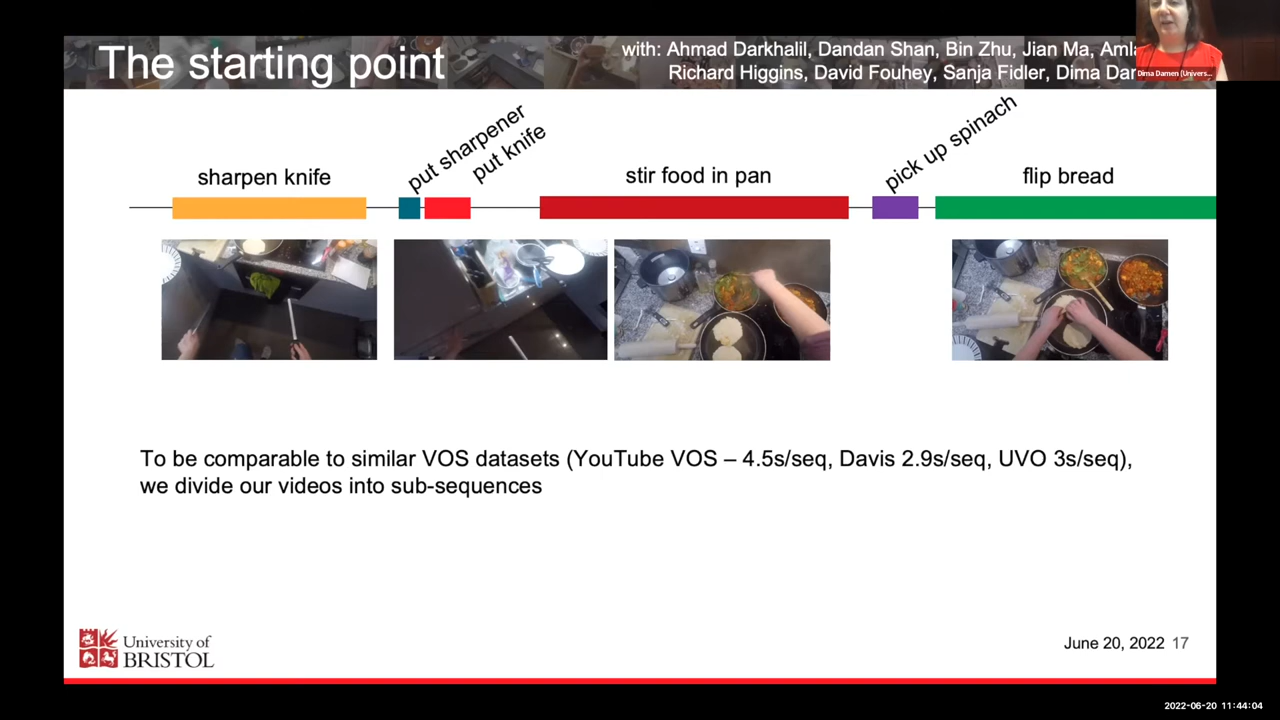 The starting point
with: Ahmad Darkhalil, Dandan Shan, Bin Zhu, Jian Ma,
Richard Higgins, David Fouhey, Sanja Fidler, Dima
Dima Damen (Univers...
sharpen knife
put sharpener
put knife
stir food in pan
pick up spinach
flip bread
To be comparable to similar VOS datasets (YouTube VOS – 4.5s/seq, Davis 2.9s/seq, UVO 3s/seq),
we divide our videos into sub-sequences
University of
BRISTOL
June 20, 2022 17
2022-06-20 11:44:04